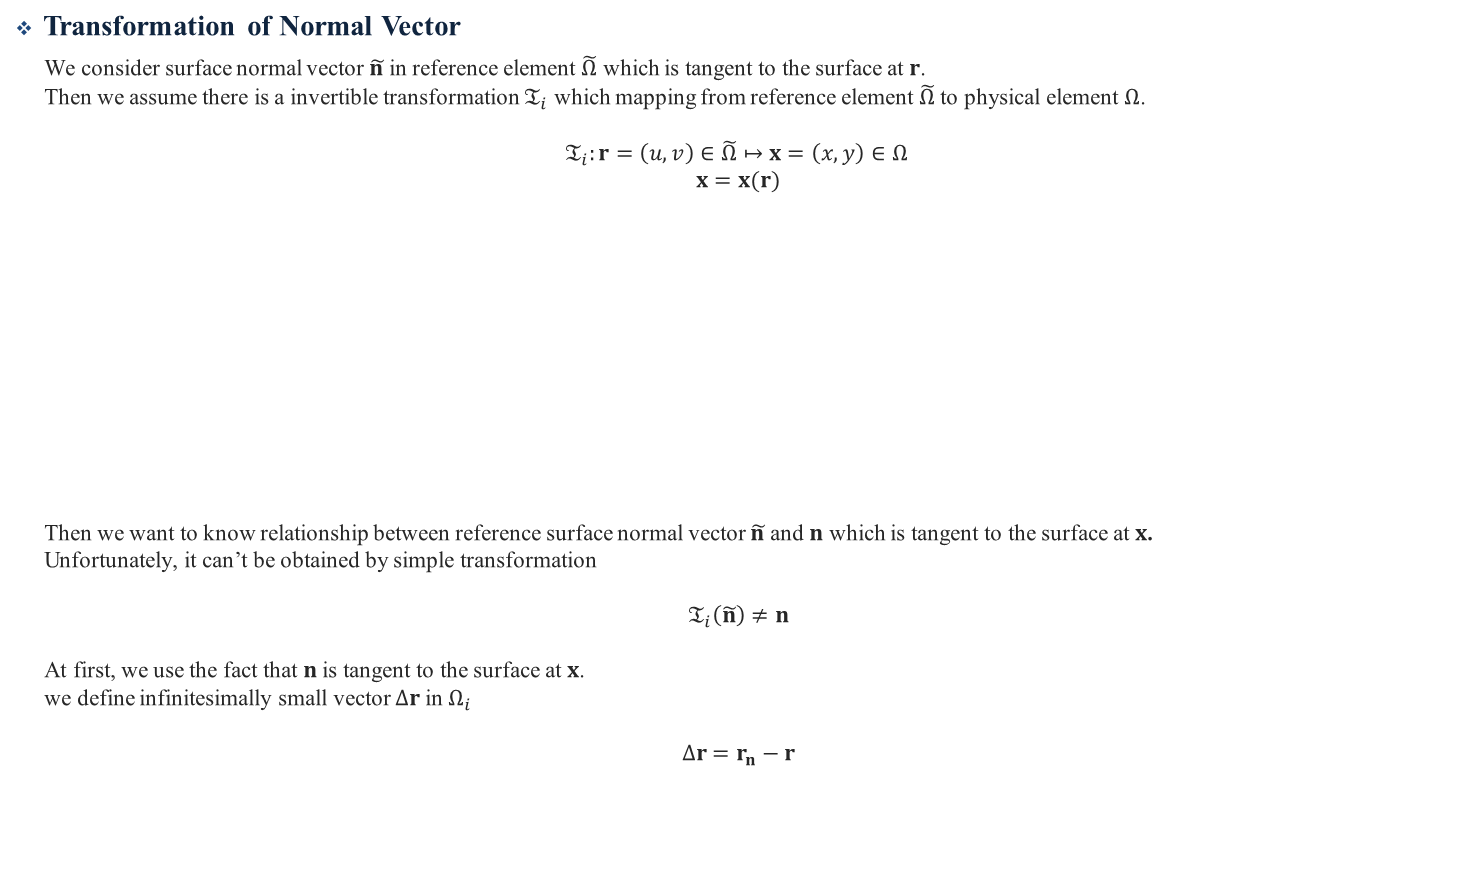 ❖ Transformation of Normal Vector
We consider surface normal vector ñ in reference element Ω̃ which is tangent to the surface at r.
Then we assume there is a invertible transformation 𝔗ᵢ which mapping from reference element Ω̃ to physical element Ω.
𝔗ᵢ: r = (u, v) ∈ Ω̃ ↦ x = (x, y) ∈ Ω
x = x(r)
Then we want to know relationship between reference surface normal vector ñ and n which is tangent to the surface at x.
Unfortunately, it can’t be obtained by simple transformation
𝔗ᵢ(ñ) ≠ n
At first, we use the fact that n is tangent to the surface at x.
we define infinitesimally small vector Δr in Ωᵢ
Δr = rₙ − r